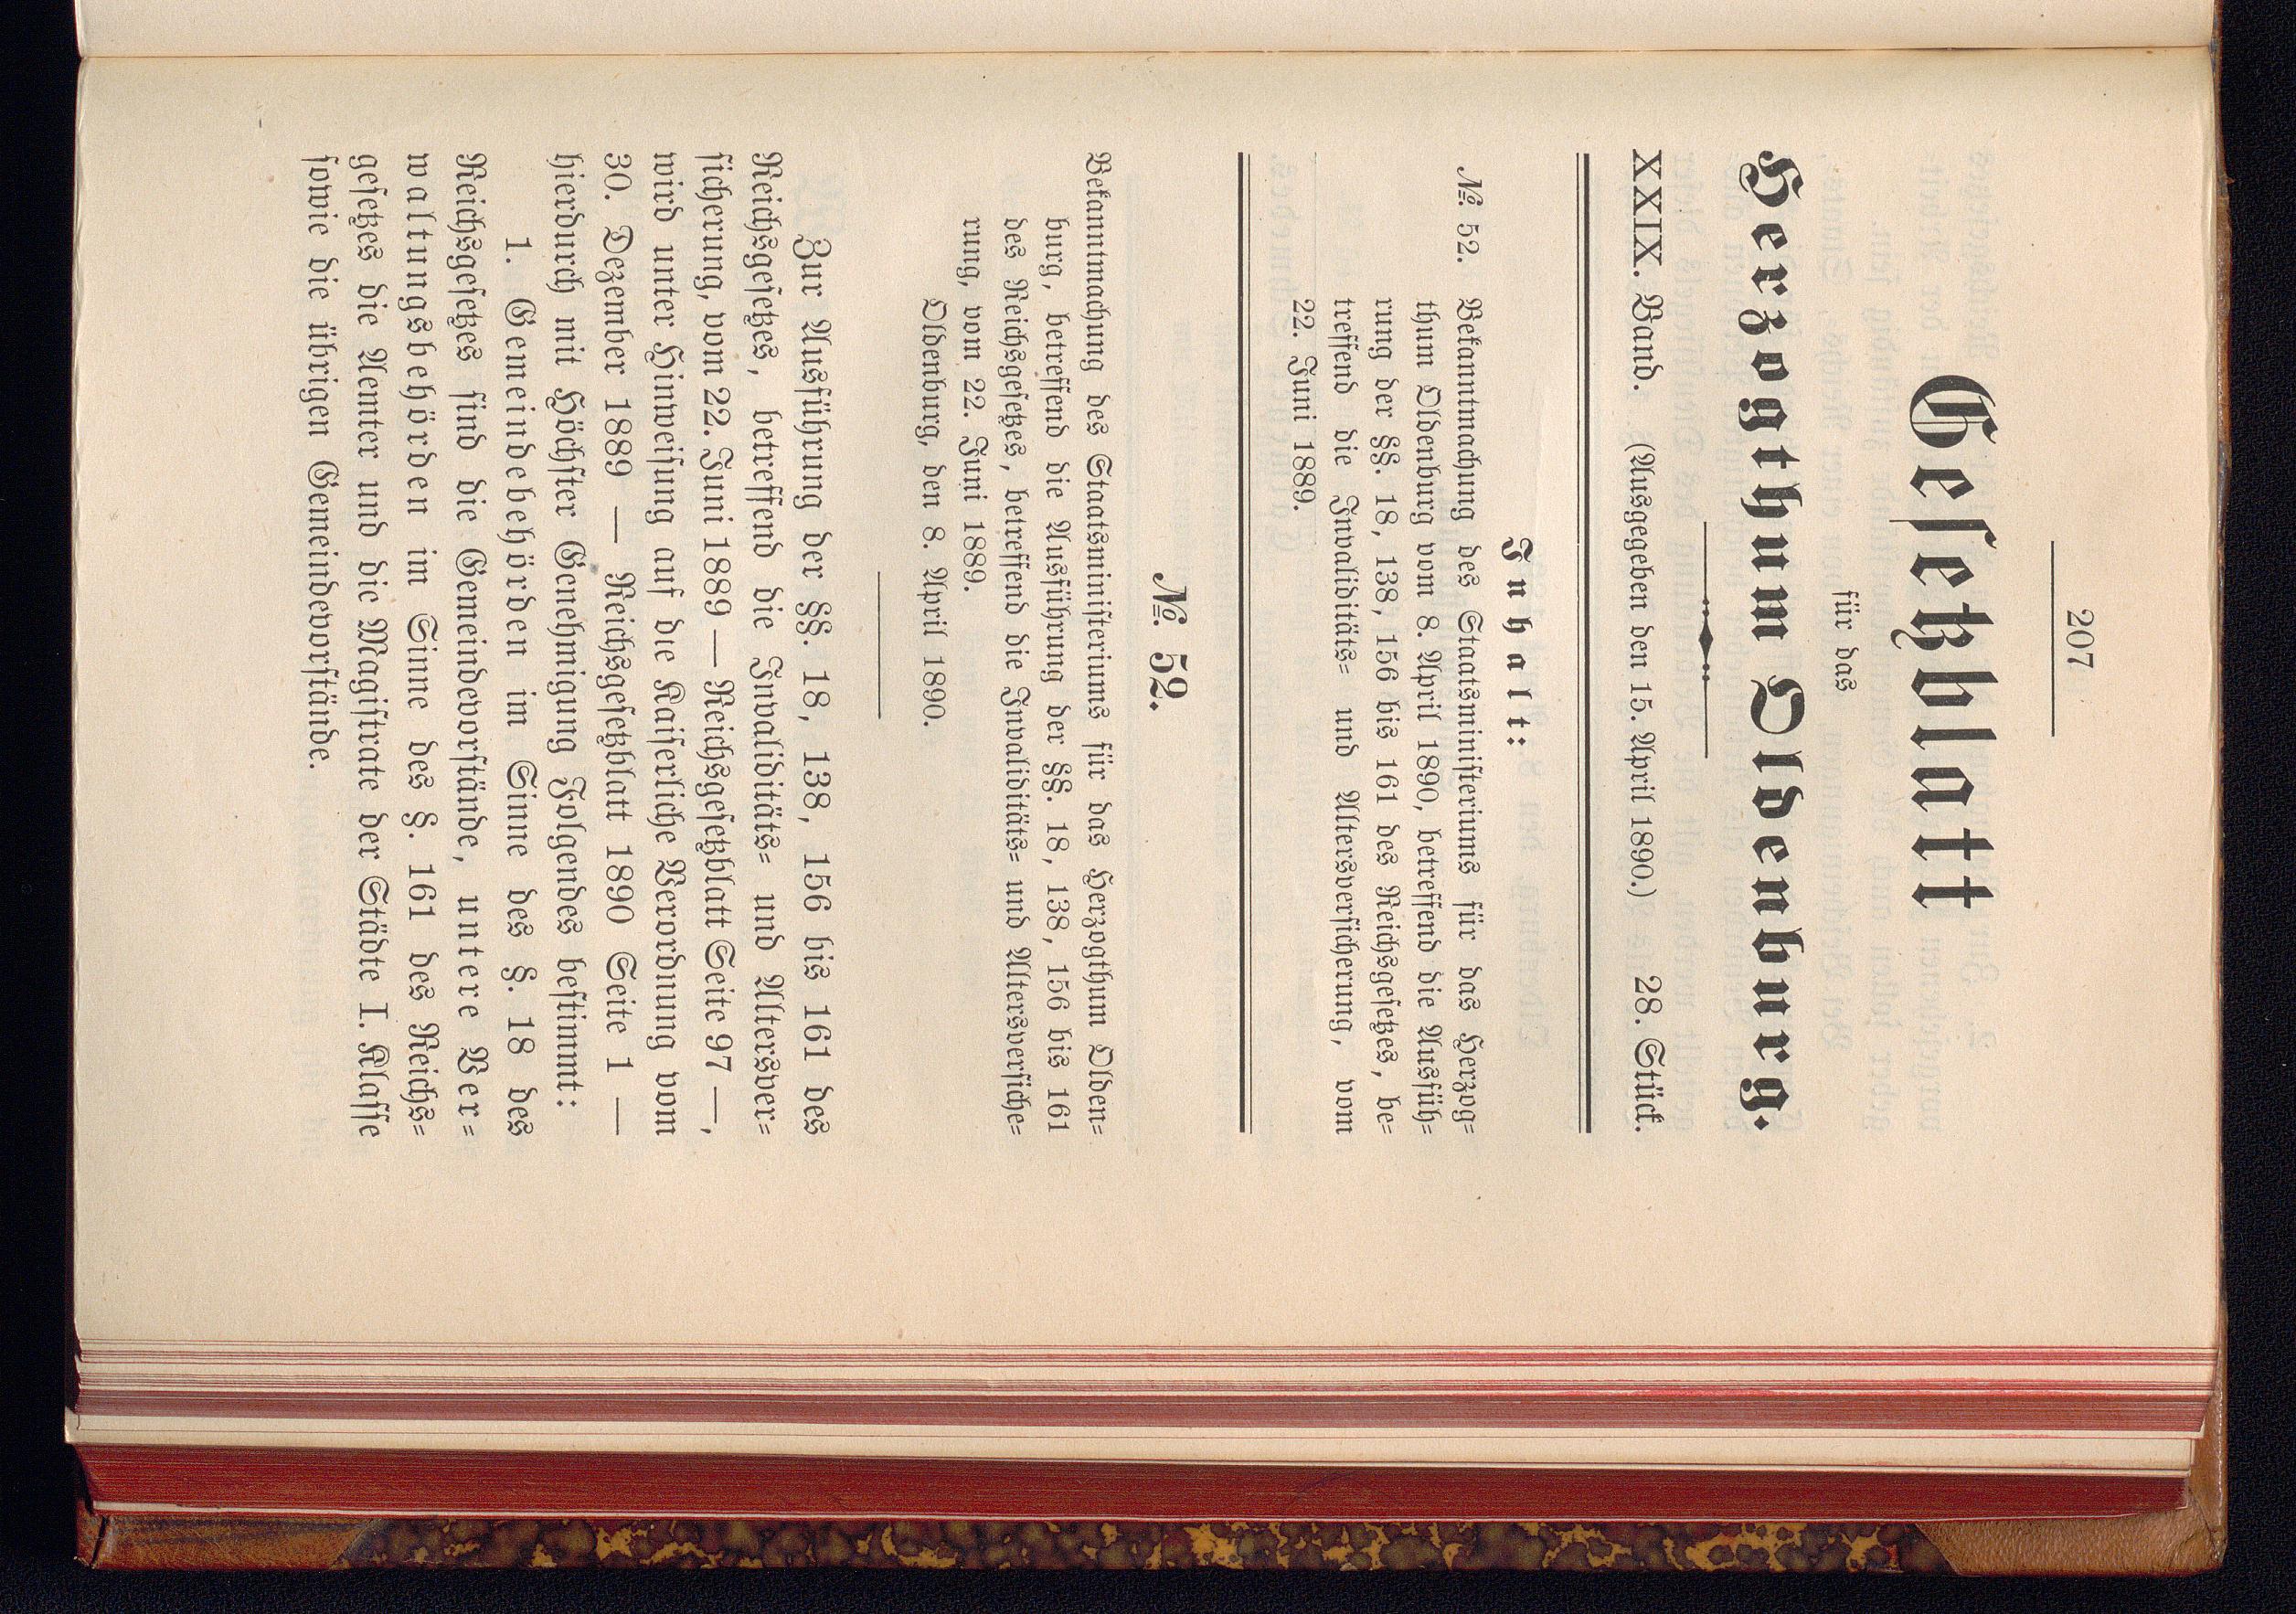 207
Gesetzblatt
für das
Herzogthum Oldenburg.
XXIX. Band. (Ausgegeben den 15. April 1890.) 28. Stück.
Inhalt:
№. 52. Bekanntmachung des Staatsministeriums für das Herzog=
thum Oldenburg vom 8. April 1890, betreffend die Ausfüh=
rung der §§. 18, 138, 156 bis 161 des Reichsgesetzes, be=
treffend die Invaliditäts= und Altersversicherung, vom
22. Juni 1889.
№. 52.
Bekanntmachung des Staatsministeriums für das Herzogthum Olden=
burg, betreffend die Ausführung der §§. 18, 138, 156 bis 161
des Reichsgesetzes, betreffend die Invaliditäts= und Altersversiche=
rung, vom 22. Juni 1889.
Oldenburg, den 8. April 1890.
Zur Ausführung der §§. 18, 138, 156 bis 161 des
Reichsgesetzes, betreffend die Invaliditäts= und Altersver=
sicherung, vom 22. Juni 1889 — Reichsgesetzblatt Seite 97 —,
wird unter Hinweisung auf die Kaiserliche Verordnung vom
30. Dezember 1889 — Reichsgesetzblatt 1890 Seite 1 —
hierdurch mit Höchster Genehmigung Folgendes bestimmt:
1. Gemeindebehörden im Sinne des §. 18 des
Reichsgesetzes sind die Gemeindevorstände, untere Ver=
waltungsbehörden im Sinne des §. 161 des Reichs=
gesetzes die Aemter und die Magistrate der Städte I. Klasse
sowie die übrigen Gemeindevorstände.